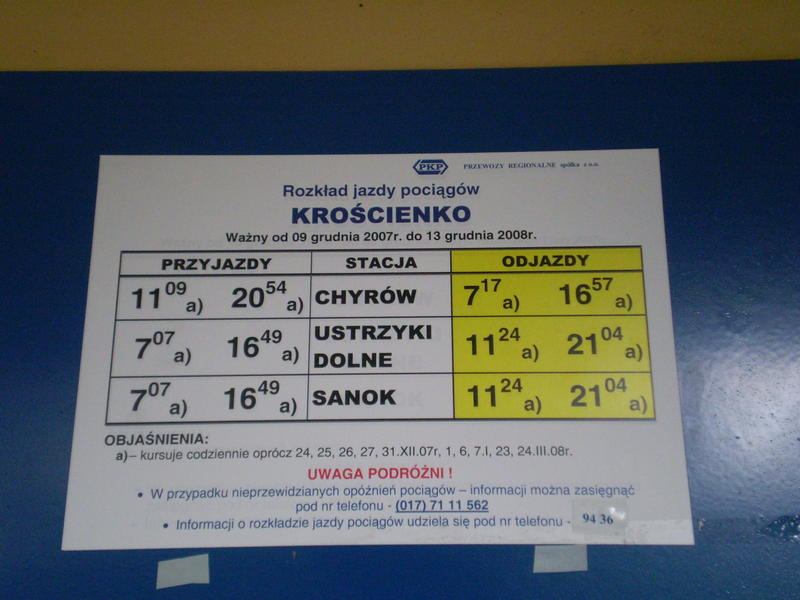 PKP PRZEWOZY REGIONALNE spółka z o.o.
Rozkład jazdy pociągów
KROŚCIENKO
Ważny od 09 grudnia 2007r. do 13 grudnia 2008r.
PRZYJAZDY STACJA ODJAZDY
11 09 a) 20 54 a) CHYRÓW 7 17 a) 16 57 a)
7 07 a) 16 49 a) USTRZYKI DOLNE 11 24 a) 21 04 a)
7 07 a) 16 49 a) SANOK 11 24 a) 21 04 a)
OBJAŚNIENIA:
a) – kursuje codziennie oprócz 24, 25, 26, 27, 31.XII.07r, 1, 6, 7.I, 23, 24.III.08r.
UWAGA PODRÓŻNI !
• W przypadku nieprzewidzianych opóźnień pociągów – informacji można zasięgnąć
pod nr telefonu - (017) 71 11 562
• Informacji o rozkładzie jazdy pociągów udziela się pod nr telefonu - 94 36